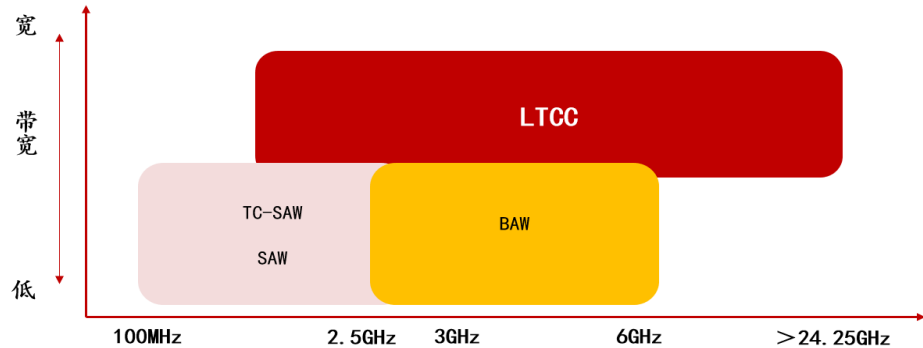 宽
带
宽
低
LTCC
TC-SAW
SAW
BAW
100MHz
2.5GHz
3GHz
6GHz
＞24.25GHz